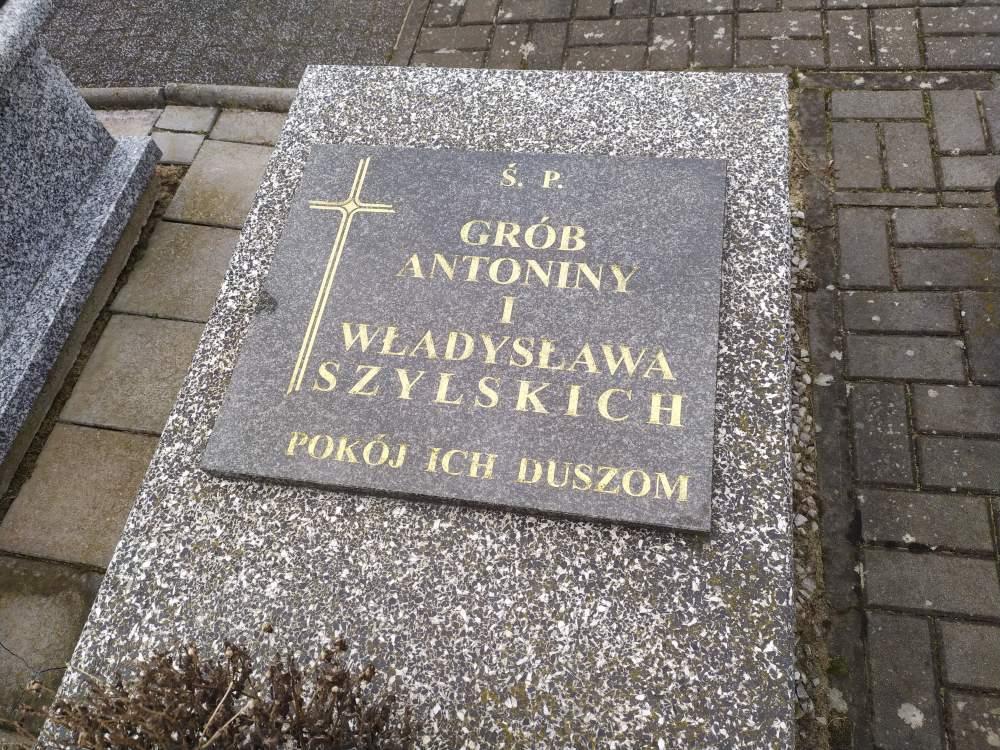 Ś. P.
GRÓB
ANTONINY
I
WŁADYSŁAWA
SZYLSKICH
POKÓJ ICH DUSZOM